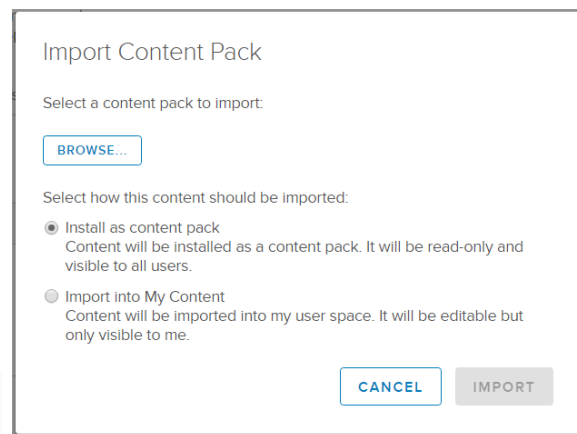 Import Content Pack
Select a content pack to import:
BROWSE...
Select how this content should be imported:
Install as content pack
Content will be installed as a content pack. It will be read-only and
visible to all users.
Import into My Content
Content will be imported into my user space. It will be editable but
only visible to me.
CANCEL
IMPORT